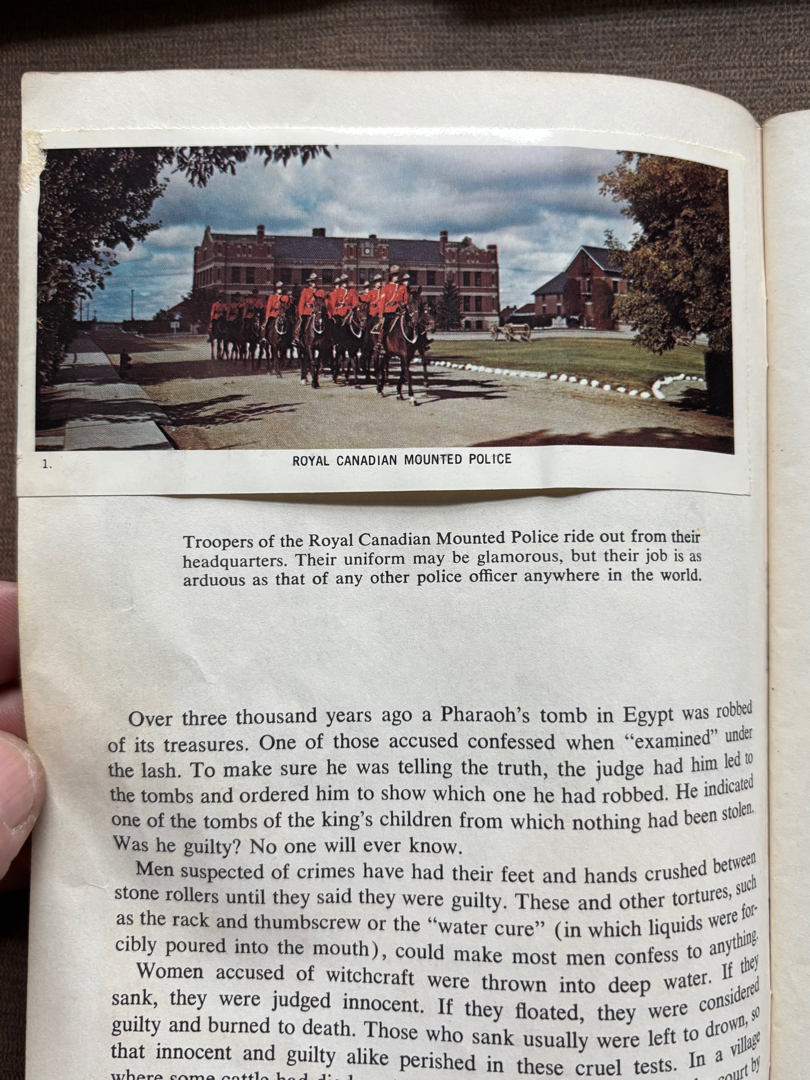 1.
ROYAL CANADIAN MOUNTED POLICE
Troopers of the Royal Canadian Mounted Police ride out from their
headquarters. Their uniform may be glamorous, but their job is as
arduous as that of any other police officer anywhere in the world.
Over three thousand years ago a Pharaoh's tomb in Egypt was robbed
of its treasures. One of those accused confessed when “examined” under
the lash. To make sure he was telling the truth, the judge had him led to
the tombs and ordered him to show which one he had robbed. He indicated
one of the tombs of the king's children from which nothing had been stolen.
Was he guilty? No one will ever know.
Men suspected of crimes have had their feet and hands crushed between
stone rollers until they said they were guilty. These and other tortures, such
as the rack and thumbscrew or the “water cure” (in which liquids were for-
cibly poured into the mouth), could make most men confess to anything.
Women accused of witchcraft were thrown into deep water. If they
sank, they were judged innocent. If they floated, they were considered
guilty and burned to death. Those who sank usually were left to drown, so
that innocent and guilty alike perished in these cruel tests. In a village
where some cattle had court by